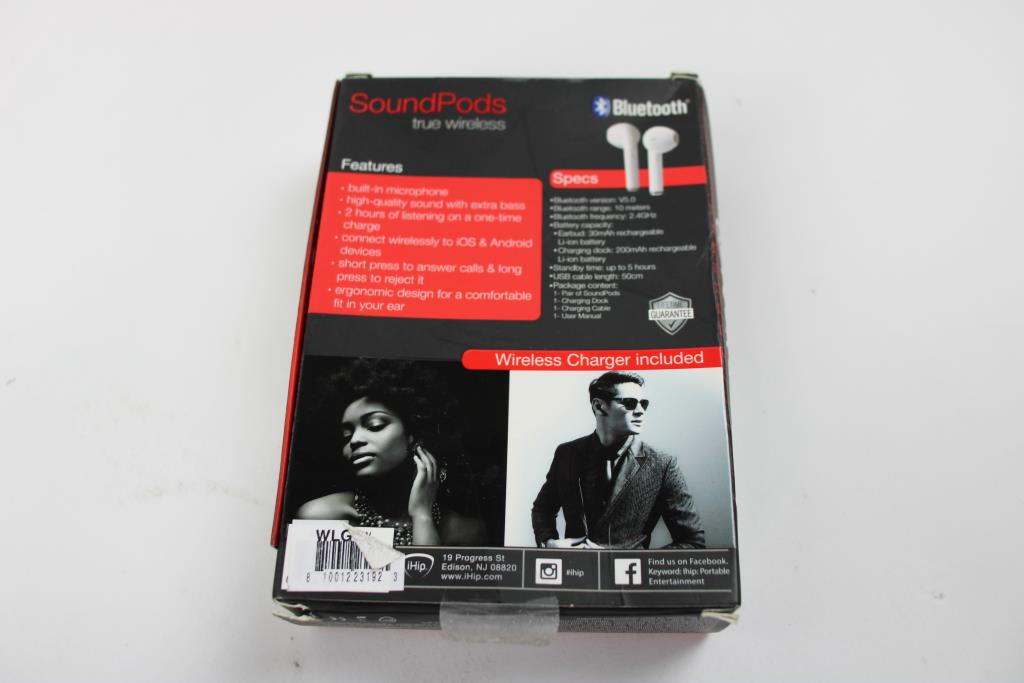 SoundPods
true wireless
Bluetooth®
Features
• built-in microphone
• high-quality sound with extra bass
• 2 hours of listening on a one-time
charge
• connect wirelessly to iOS & Android
devices
• short press to answer calls & long
press to reject it
• ergonomic design for a comfortable
fit in your ear
Specs
•Bluetooth version: V5.0
•Bluetooth range: 10 meters
•Bluetooth frequency: 2.4GHz
•Battery capacity:
•Earbud: 30mAh rechargeable
Li-ion battery
•Charging dock: 200mAh rechargeable
Li-ion battery
•Standby time: up to 5 hours
•USB cable length: 50cm
•Package content:
1- Pair of SoundPods
1- Charging Dock
1- Charging Cable
1- User Manual
LIFETIME
GUARANTEE
Wireless Charger included
WLG
8 1001223192 3
iHip.
19 Progress St
Edison, NJ 08820
www.iHip.com
#ihip
Find us on Facebook.
Keyword: Ihip: Portable
Entertainment